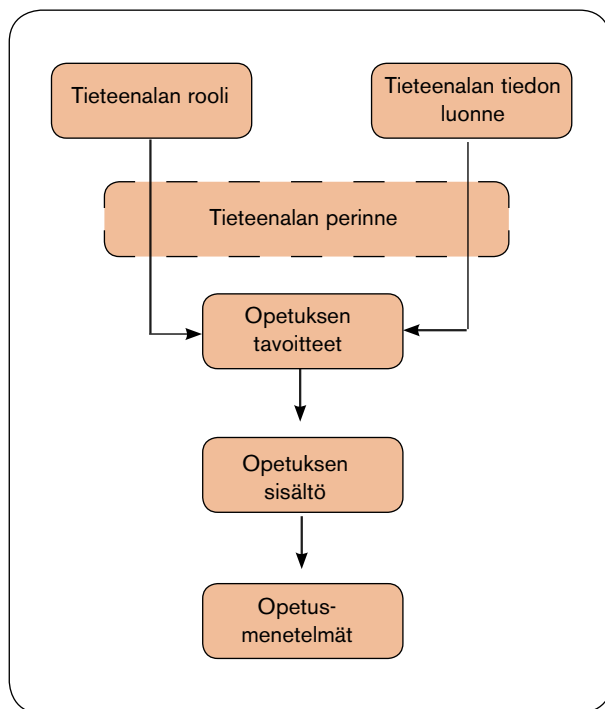 Tieteenalan rooli
Tieteenalan tiedon
luonne
Tieteenalan perinne
Opetuksen
tavoitteet
Opetuksen
sisältö
Opetus-
menetelmät